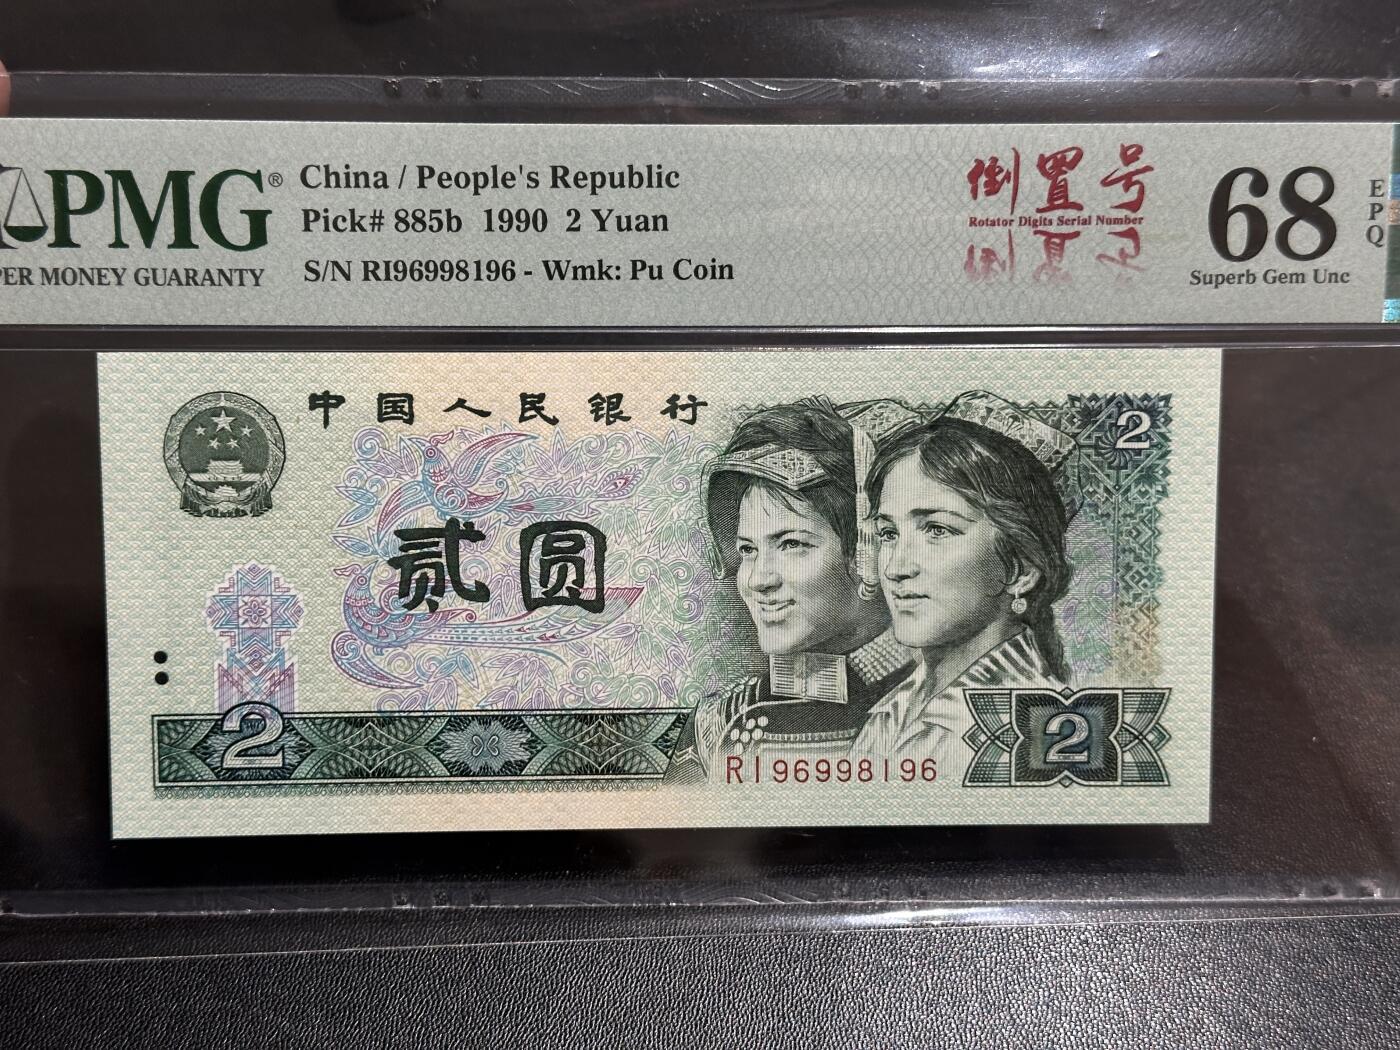 PMG®
PER MONEY GUARANTY
China / People's Republic
Pick# 885b 1990 2 Yuan
S/N RI96998196 - Wmk: Pu Coin
倒置号
Rotator Digits Serial Number
68
EPQ
Superb Gem Unc
中国人民银行
2
贰圆
2
2
RI96998196